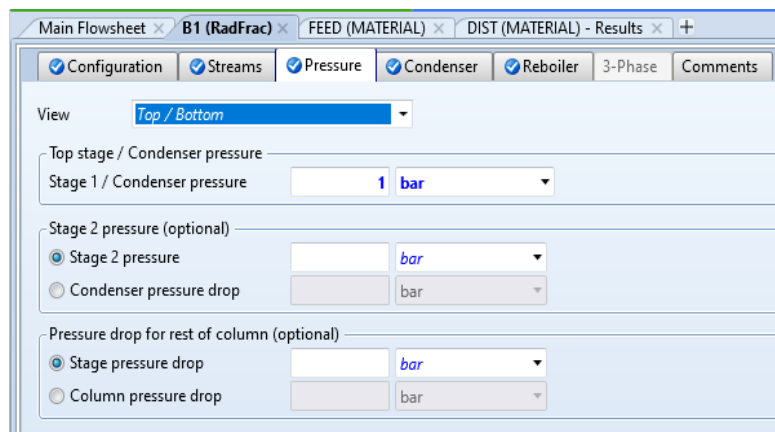 Main Flowsheet × B1 (RadFrac) × FEED (MATERIAL) × DIST (MATERIAL) - Results × +
Configuration Streams Pressure Condenser Reboiler 3-Phase Comments
View Top / Bottom
Top stage / Condenser pressure
Stage 1 / Condenser pressure 1 bar
Stage 2 pressure (optional)
Stage 2 pressure bar
Condenser pressure drop bar
Pressure drop for rest of column (optional)
Stage pressure drop bar
Column pressure drop bar